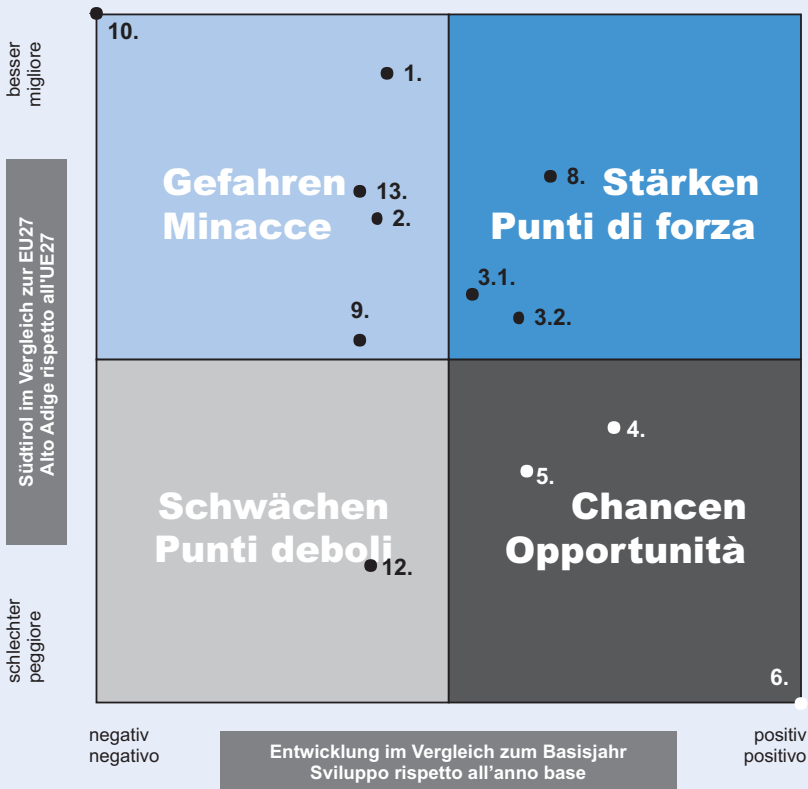 besser
migliore
10.
1.
Gefahren
Minacce
13.
2.
9.
8.
Stärken
Punti di forza
3.1.
3.2.
Südtirol im Vergleich zur EU27
Alto Adige rispetto all'UE27
Schwächen
Punti deboli
12.
4.
5.
Chancen
Opportunità
6.
schlechter
peggiore
negativ
negativo
Entwicklung im Vergleich zum Basisjahr
Sviluppo rispetto all’anno base
positiv
positivo